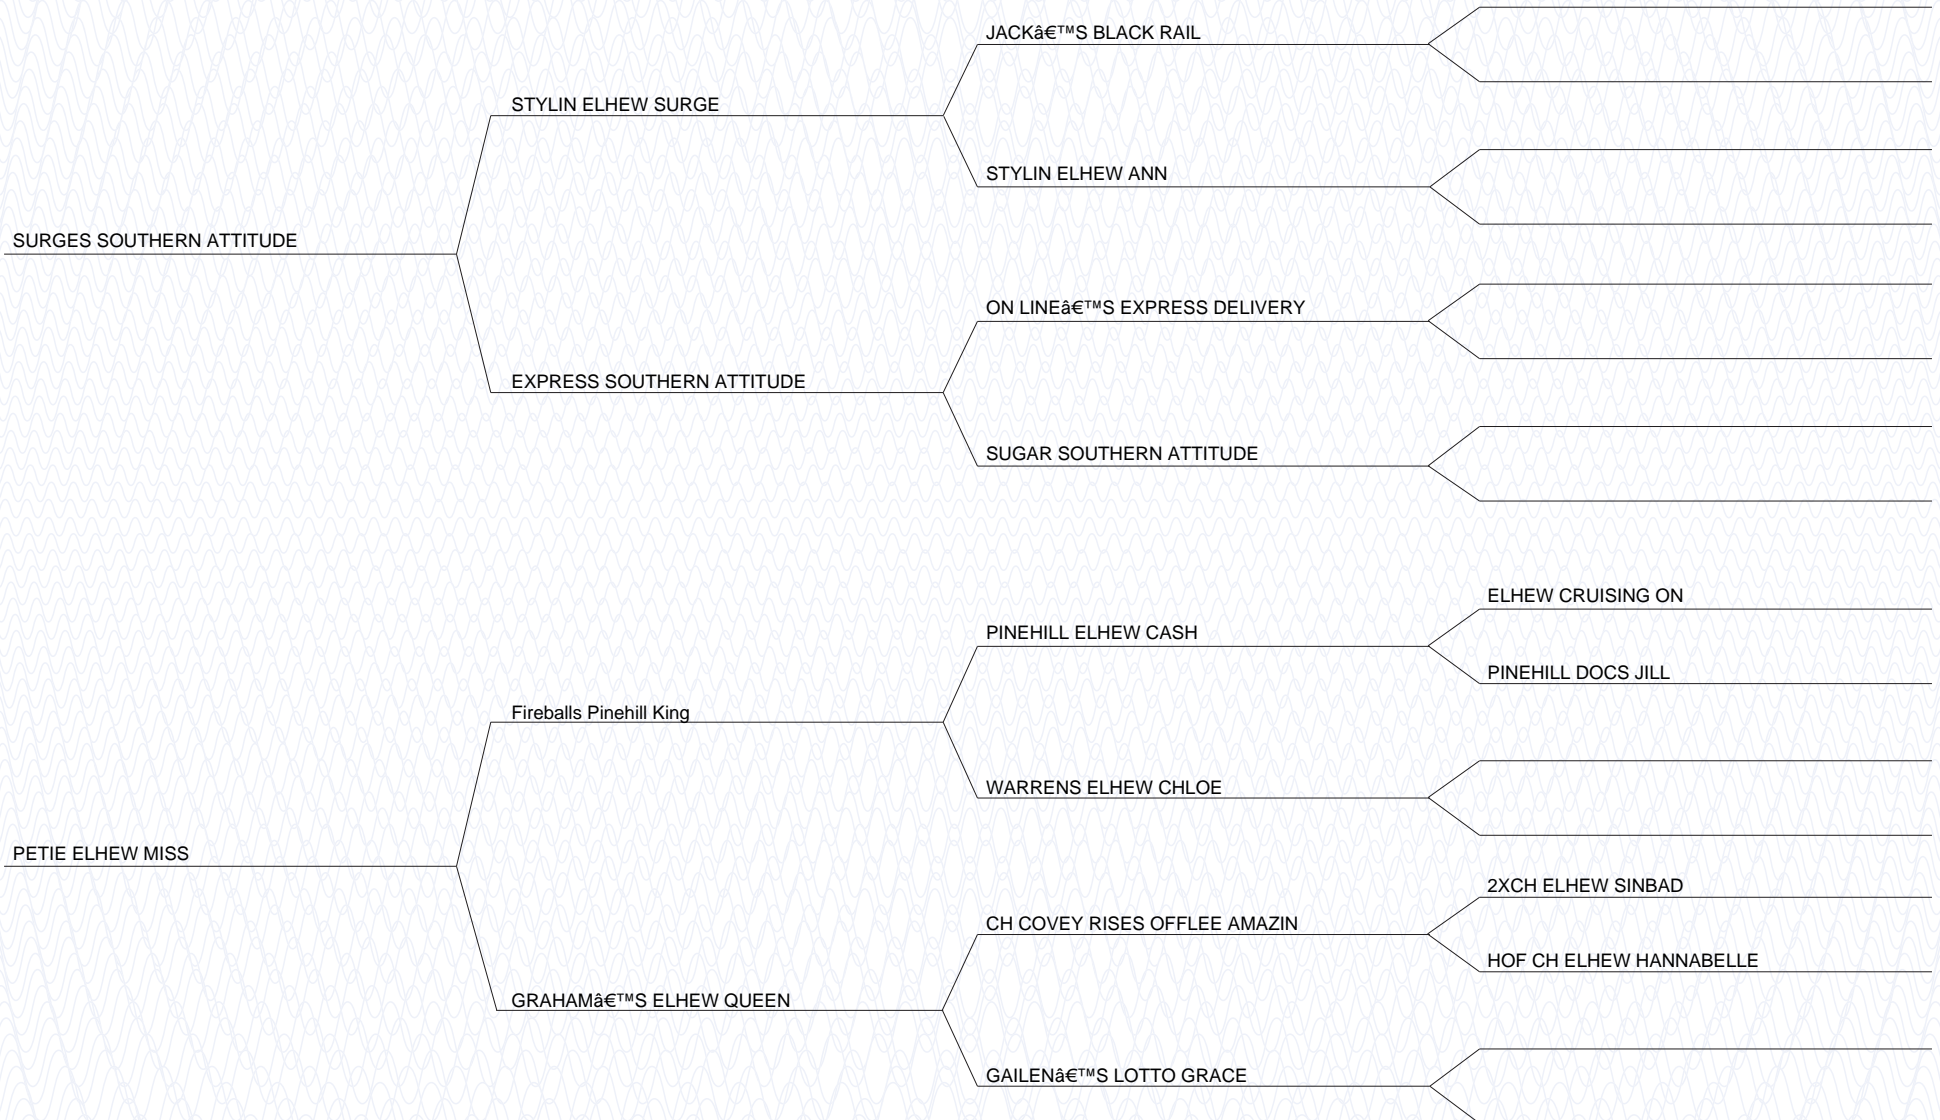 JACKâ€™S BLACK RAIL
STYLIN ELHEW SURGE
STYLIN ELHEW ANN
SURGES SOUTHERN ATTITUDE
ON LINEâ€™S EXPRESS DELIVERY
EXPRESS SOUTHERN ATTITUDE
SUGAR SOUTHERN ATTITUDE
ELHEW CRUISING ON
PINEHILL ELHEW CASH
PINEHILL DOCS JILL
Fireballs Pinehill King
WARRENS ELHEW CHLOE
PETIE ELHEW MISS
2XCH ELHEW SINBAD
CH COVEY RISES OFFLEE AMAZIN
HOF CH ELHEW HANNABELLE
GRAHAMâ€™S ELHEW QUEEN
GAILENâ€™S LOTTO GRACE